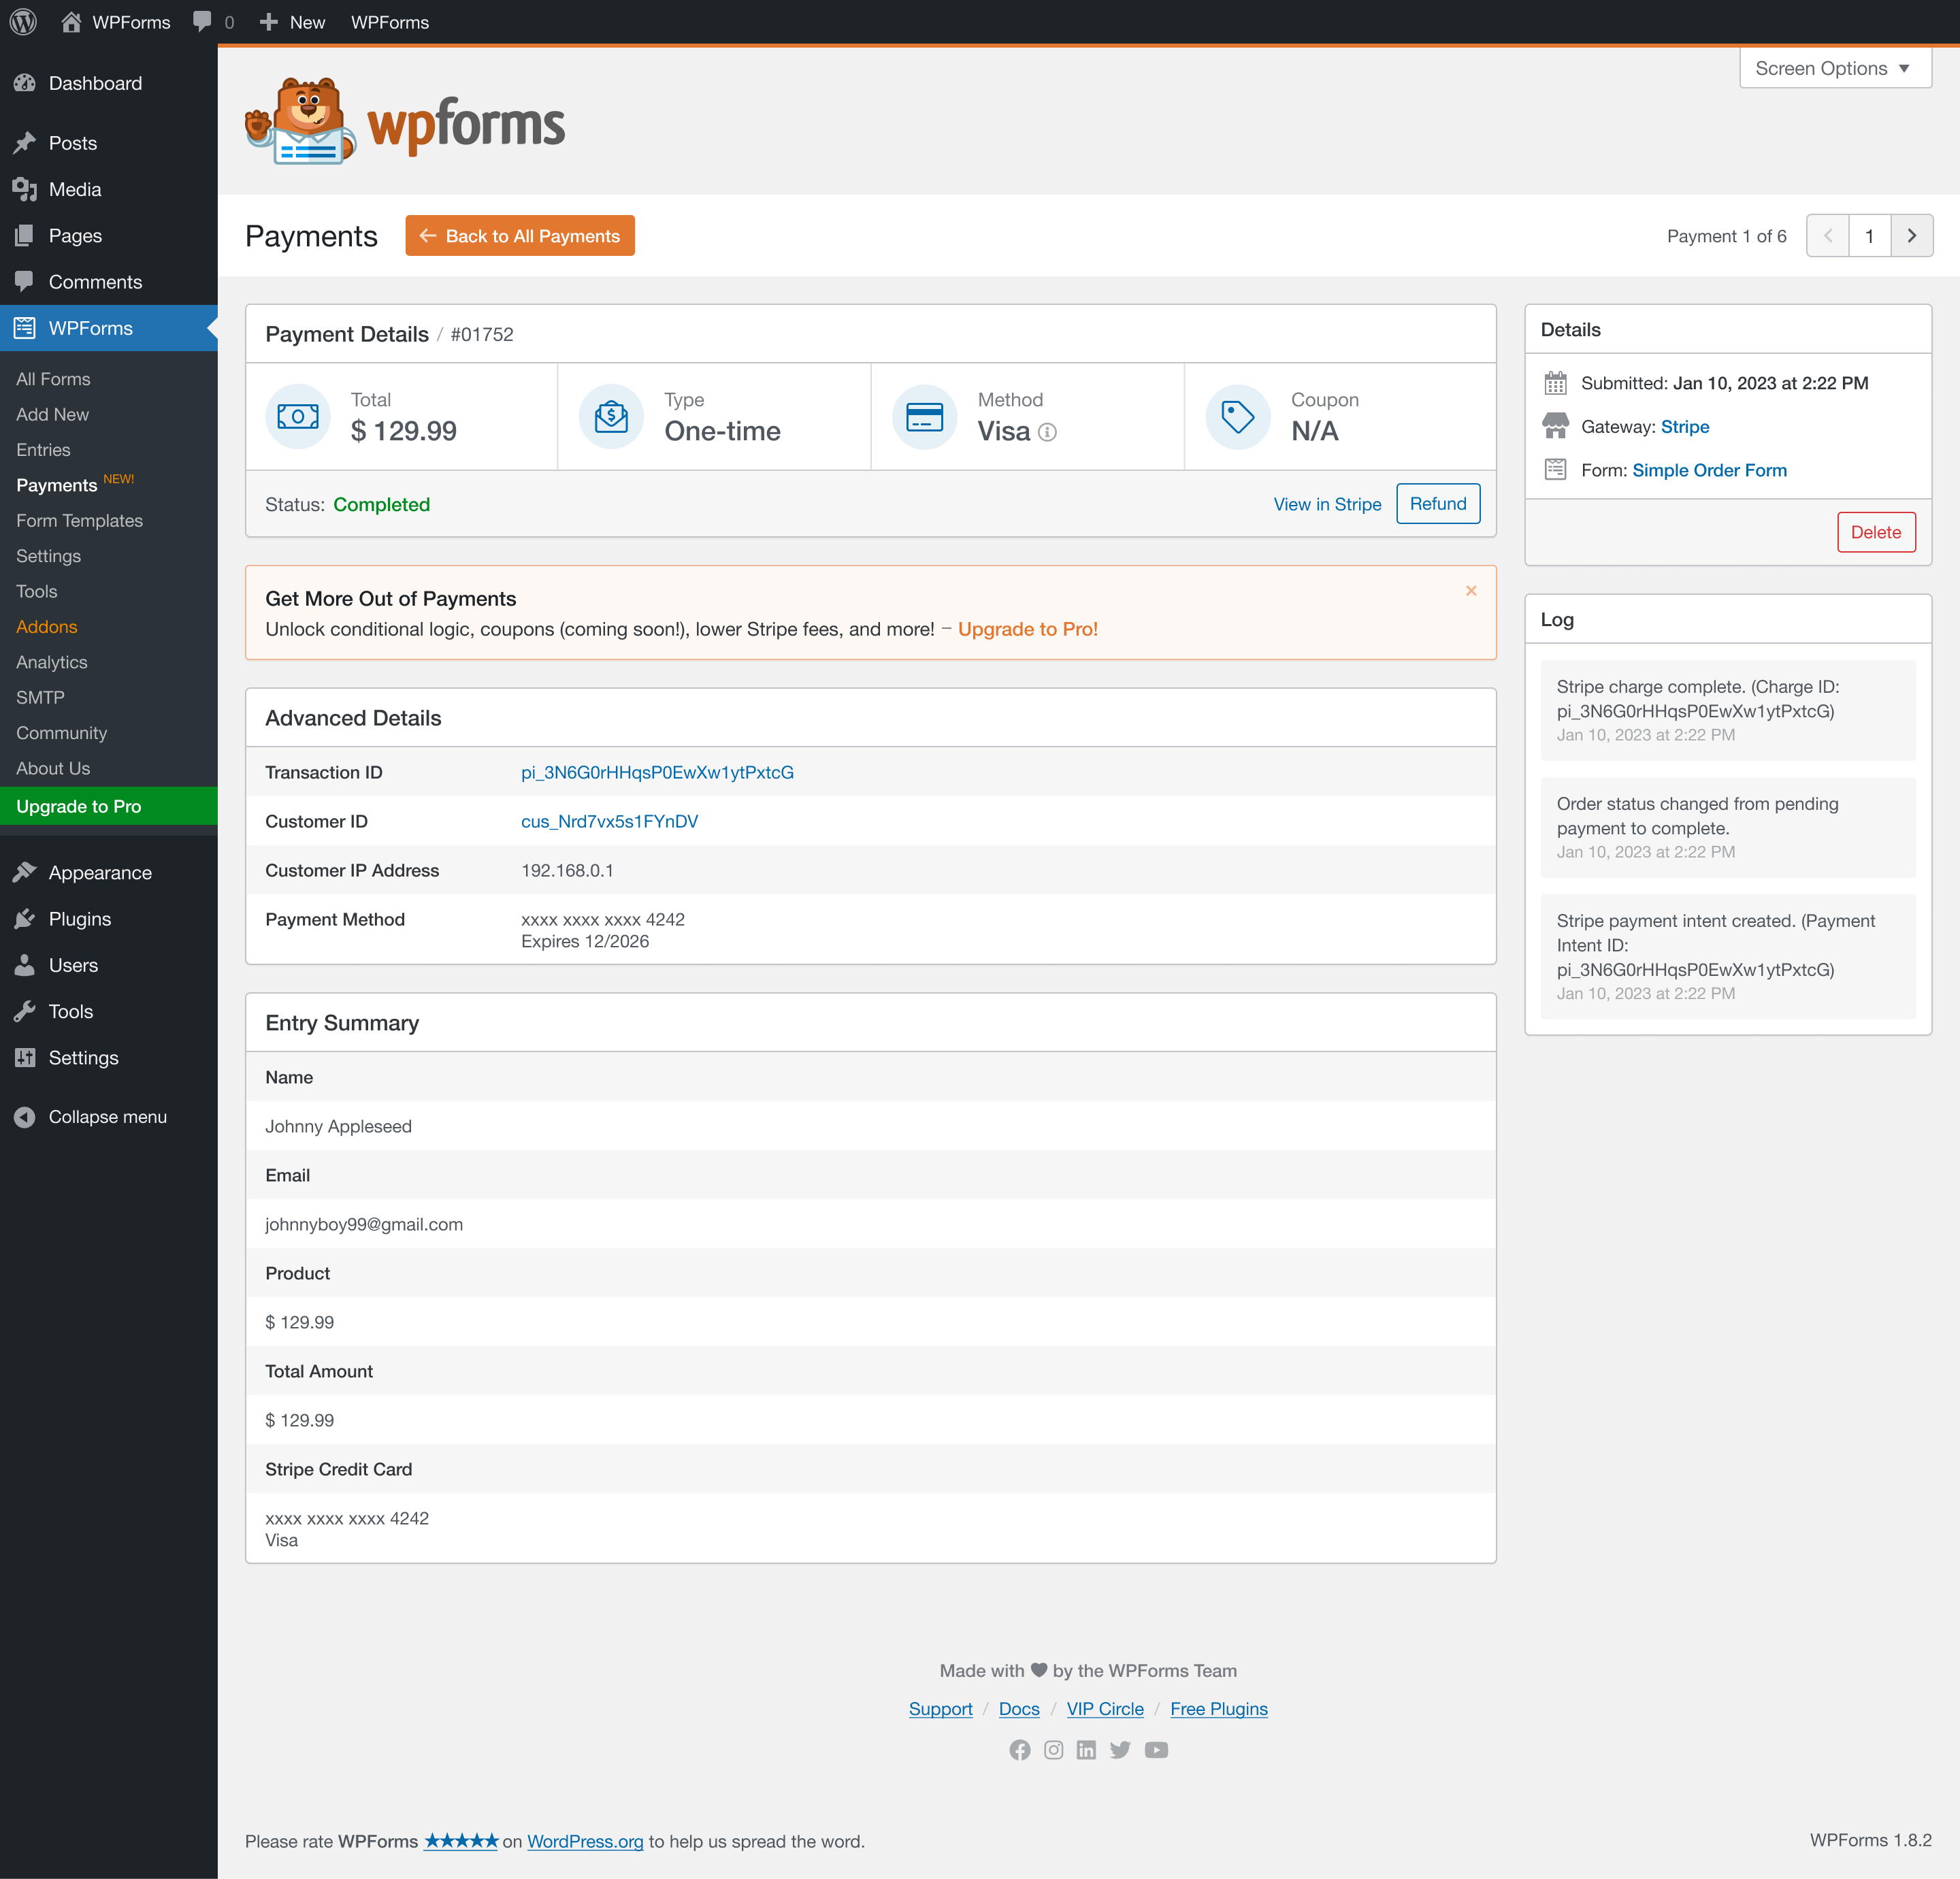 WPForms 0 New WPForms
Screen Options
wpforms
Dashboard
Posts
Media
Pages
Comments
WPForms
All Forms
Add New
Entries
Payments NEW!
Form Templates
Settings
Tools
Addons
Analytics
SMTP
Community
About Us
Upgrade to Pro
Appearance
Plugins
Users
Tools
Settings
Collapse menu
Payments
Back to All Payments
Payment 1 of 6
1
Payment Details / #01752
Total
$ 129.99
Type
One-time
Method
Visa
Coupon
N/A
Status: Completed
View in Stripe
Refund
Get More Out of Payments
Unlock conditional logic, coupons (coming soon!), lower Stripe fees, and more! – Upgrade to Pro!
Advanced Details
Transaction ID pi_3N6G0rHHqsP0EwXw1ytPxtcG
Customer ID cus_Nrd7vx5s1FYnDV
Customer IP Address 192.168.0.1
Payment Method xxxx xxxx xxxx 4242
Expires 12/2026
Entry Summary
Name
Johnny Appleseed
Email
johnnyboy99@gmail.com
Product
$ 129.99
Total Amount
$ 129.99
Stripe Credit Card
xxxx xxxx xxxx 4242
Visa
Details
Submitted: Jan 10, 2023 at 2:22 PM
Gateway: Stripe
Form: Simple Order Form
Delete
Log
Stripe charge complete. (Charge ID:
pi_3N6G0rHHqsP0EwXw1ytPxtcG)
Jan 10, 2023 at 2:22 PM
Order status changed from pending
payment to complete.
Jan 10, 2023 at 2:22 PM
Stripe payment intent created. (Payment
Intent ID:
pi_3N6G0rHHqsP0EwXw1ytPxtcG)
Jan 10, 2023 at 2:22 PM
Made with ♥ by the WPForms Team
Support / Docs / VIP Circle / Free Plugins
Please rate WPForms ★★★★★ on WordPress.org to help us spread the word.
WPForms 1.8.2